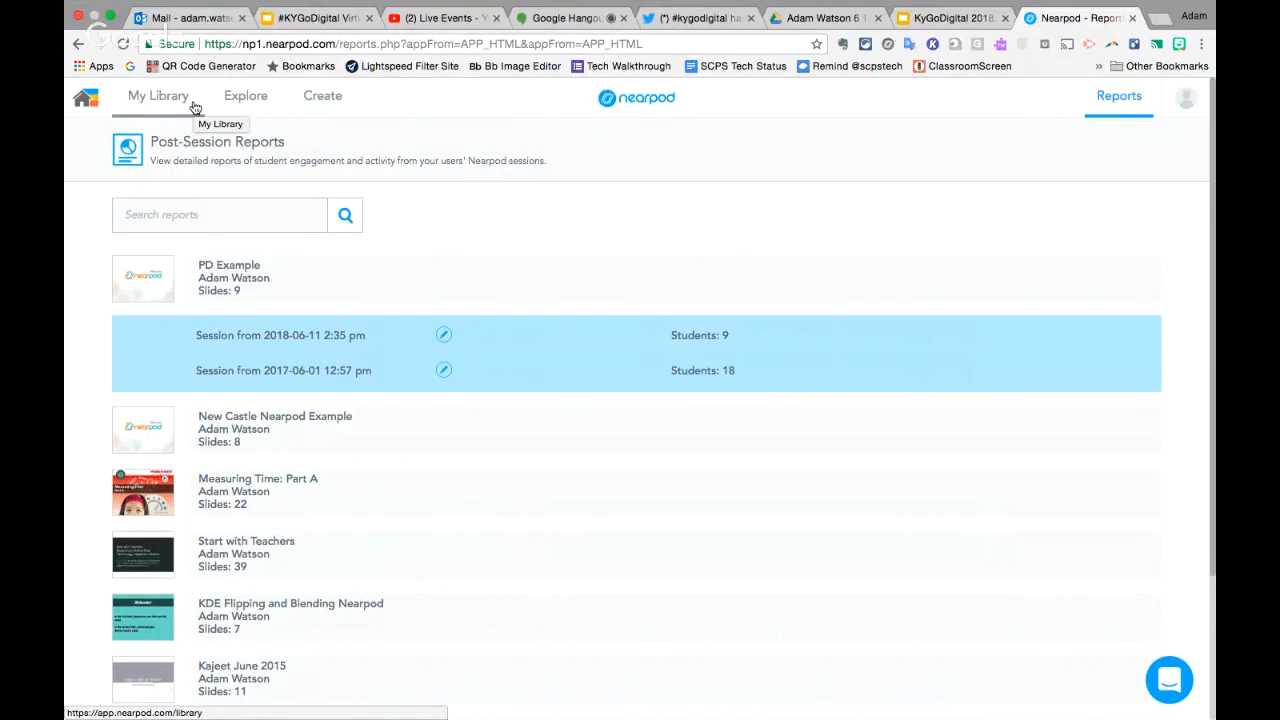 Mail - adam.wats
#KYGoDigital Virtu
(2) Live Events - Y
Google Hangou
(*) #kygodigital ha
Adam Watson 6 1
KyGoDigital 2018
Nearpod - Report
Adam
Secure
https://np1.nearpod.com/reports.php?appFrom=APP_HTML&appFrom=APP_HTML
Apps
QR Code Generator
Bookmarks
Lightspeed Filter Site
Bb Bb Image Editor
Tech Walkthrough
SCPS Tech Status
Remind @scpstech
ClassroomScreen
» Other Bookmarks
My Library
Explore
Create
nearpod
Reports
My Library
Post-Session Reports
View detailed reports of student engagement and activity from your users' Nearpod sessions.
Search reports
nearpod
PD Example
Adam Watson
Slides: 9
Session from 2018-06-11 2:35 pm
Students: 9
Session from 2017-06-01 12:57 pm
Students: 18
nearpod
New Castle Nearpod Example
Adam Watson
Slides: 8
Measuring Time: Part A
Adam Watson
Slides: 22
Start with Teachers
Adam Watson
Slides: 39
KDE Flipping and Blending Nearpod
Adam Watson
Slides: 7
Kajeet June 2015
Adam Watson
Slides: 11
https://app.nearpod.com/library